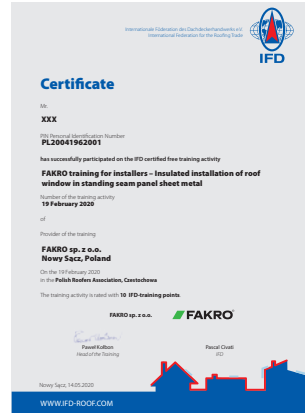 Internationale Föderation des Dachdeckerhandwerks e.V.
International Federation for the Roofing Trade
IFD
Certificate
Mr.
XXX
PIN Personal Identification Number
PL20041962001
has successfully participated on the IFD certified free training activity
FAKRO training for installers – Insulated installation of roof
window in standing seam panel sheet metal
Number of the training activity
19 February 2020
of
Provider of the training
FAKRO sp. z o.o.
Nowy Sącz, Poland
On the 19 February 2020
in the Polish Roofers Association, Czestochowa
The training activity is rated with 10 IFD-training points.
FAKRO sp. z o.o.
FAKRO
Paweł Kolbon
Pascal Civati
Head of the Training
IFD
Nowy Sącz, 14.05.2020
WWW.IFD-ROOF.COM